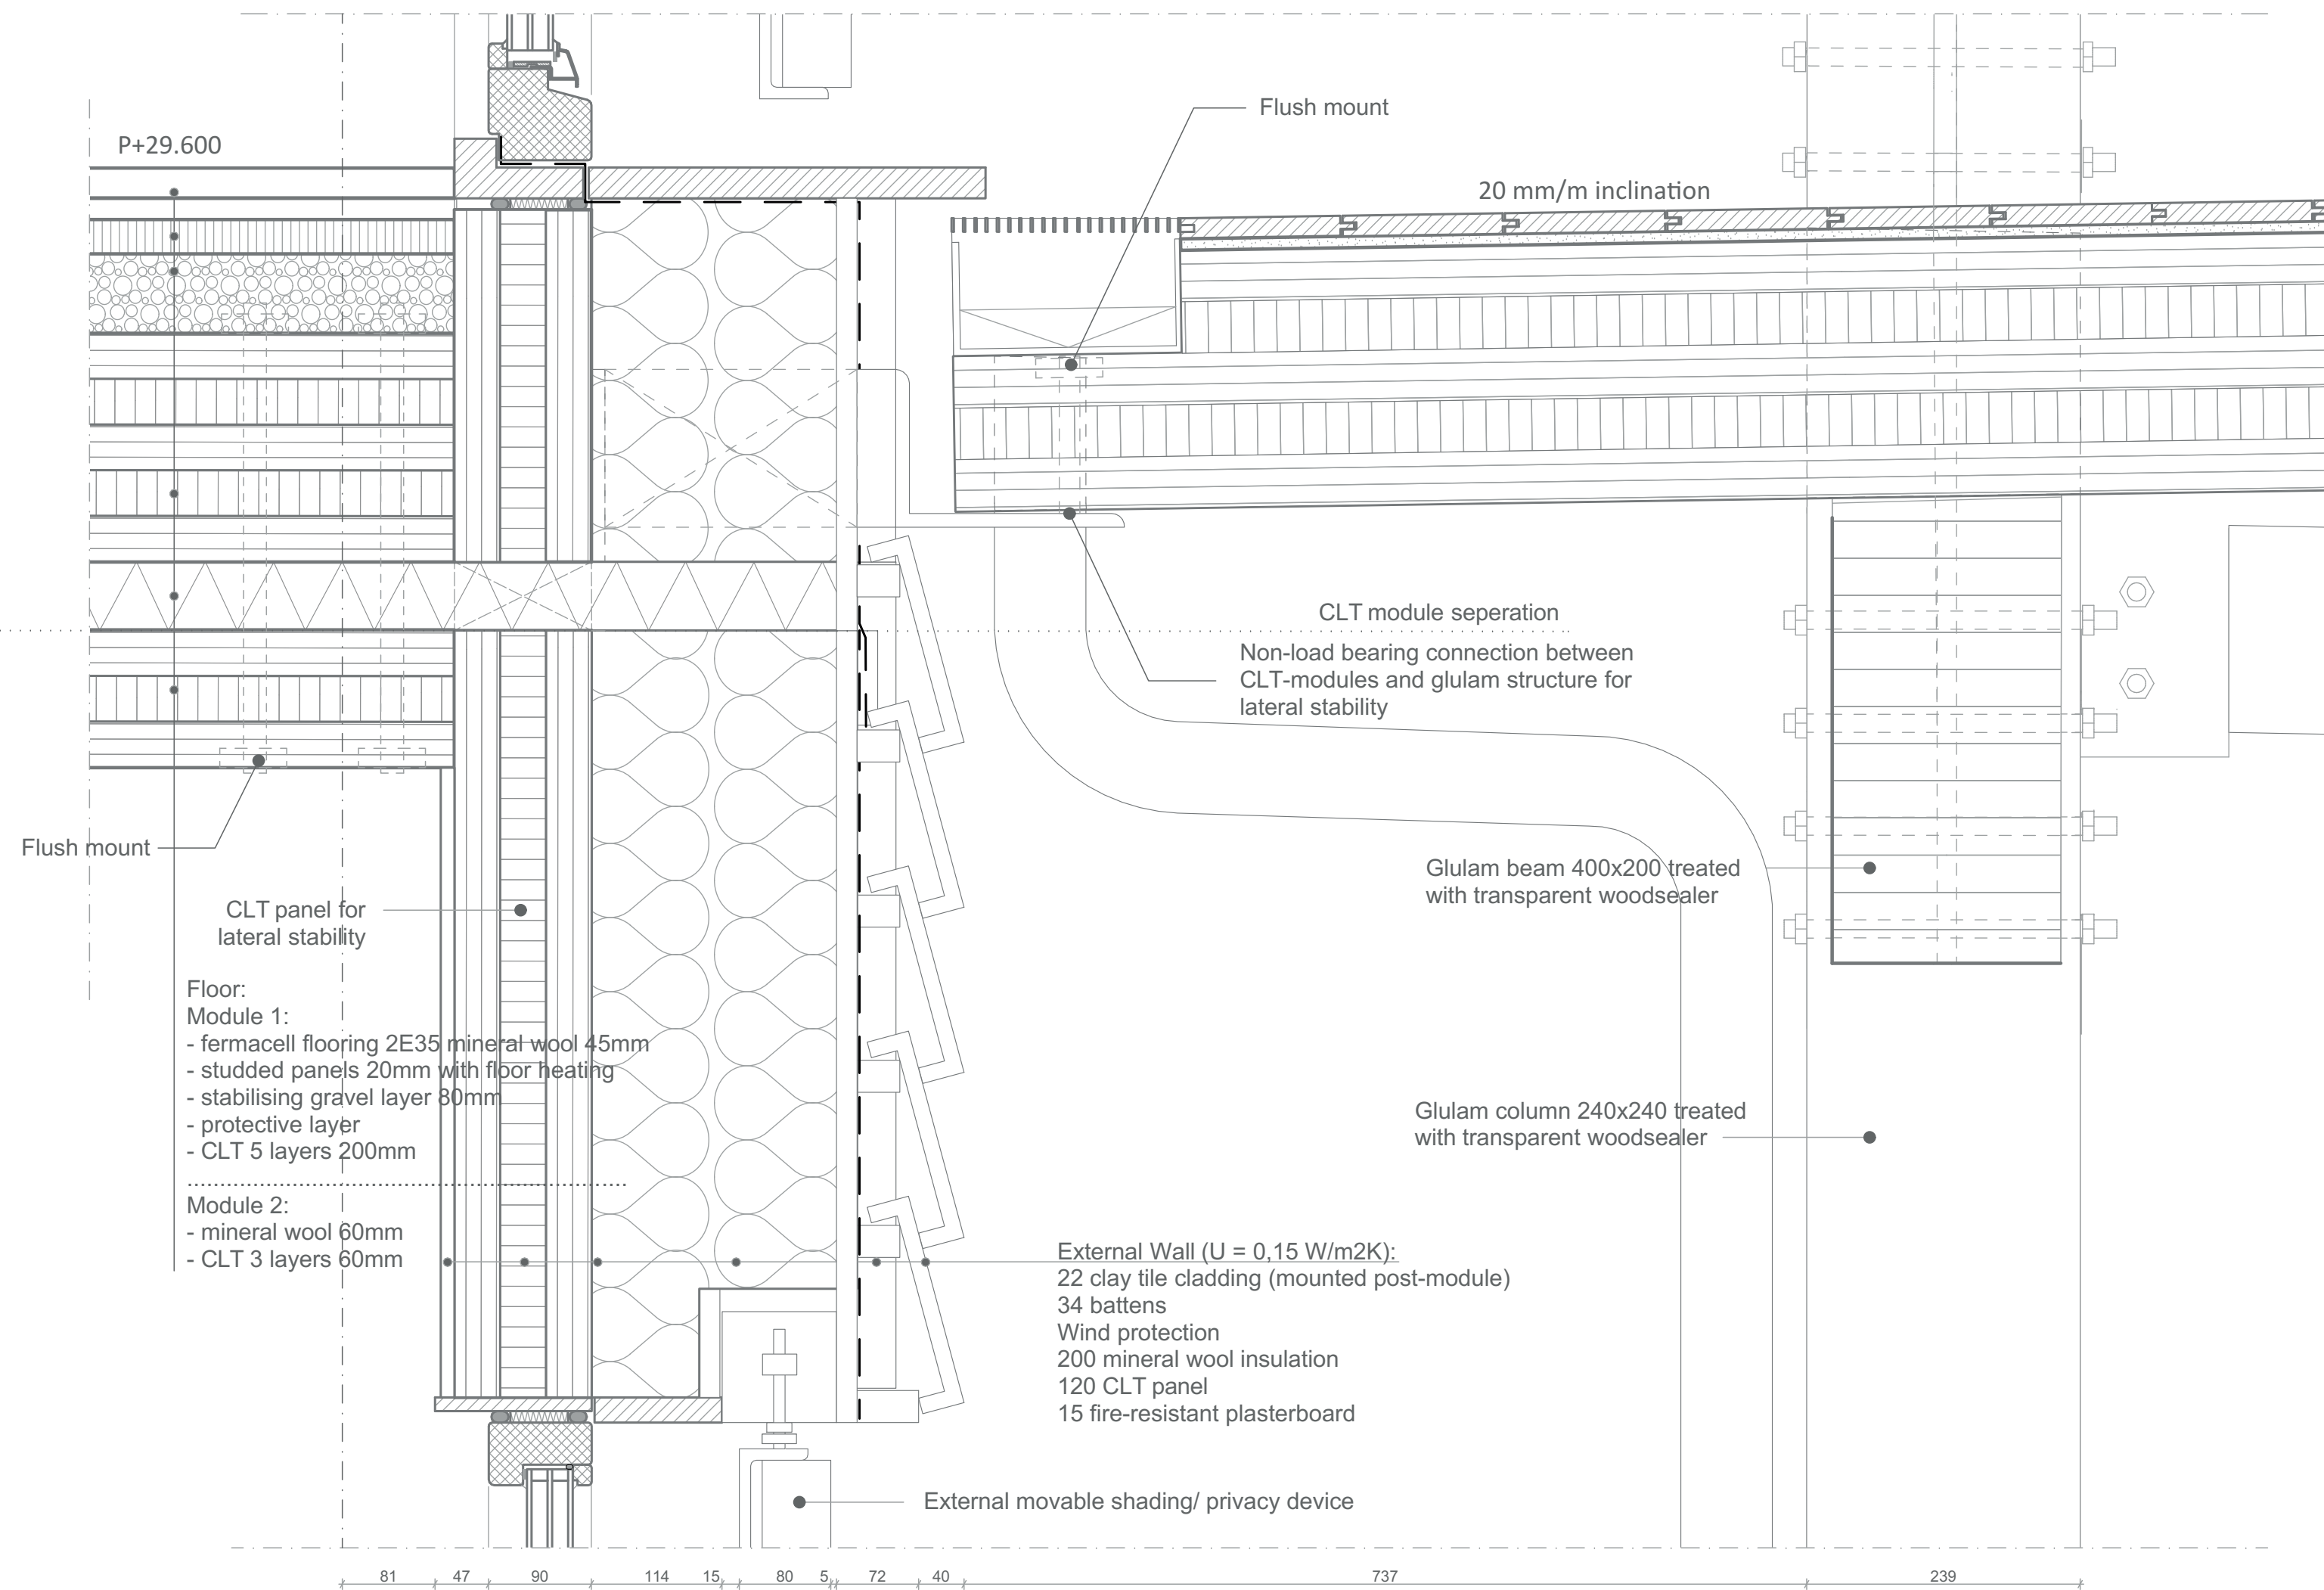 P+29.600
Flush mount
20 mm/m inclination
CLT module seperation
Non-load bearing connection between
CLT-modules and glulam structure for
lateral stability
Flush mount
Glulam beam 400x200 treated
with transparent woodsealer
CLT panel for
lateral stability
Floor:
Module 1:
- fermacell flooring 2E35 mineral wool 45mm
- studded panels 20mm with floor heating
- stabilising gravel layer 80mm
- protective layer
- CLT 5 layers 200mm
Module 2:
- mineral wool 60mm
- CLT 3 layers 60mm
Glulam column 240x240 treated
with transparent woodsealer
External Wall (U = 0,15 W/m2K):
22 clay tile cladding (mounted post-module)
34 battens
Wind protection
200 mineral wool insulation
120 CLT panel
15 fire-resistant plasterboard
External movable shading/ privacy device
81 47 90 114 15 80 5 72 40 737 239